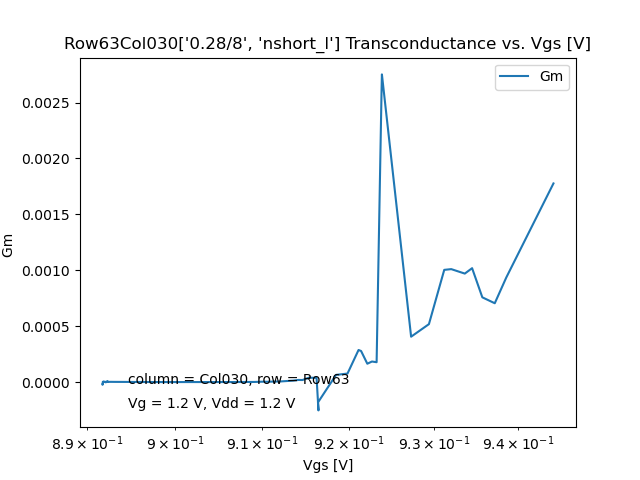 Row63Col030['0.28/8', 'nshort_l'] Transconductance vs. Vgs [V]
Gm
0.0025
0.0020
0.0015
Gm
0.0010
0.0005
0.0000
column = Col030, row = Row63
Vg = 1.2 V, Vdd = 1.2 V
8.9 × 10⁻¹ 9 × 10⁻¹ 9.1 × 10⁻¹ 9.2 × 10⁻¹ 9.3 × 10⁻¹ 9.4 × 10⁻¹
Vgs [V]